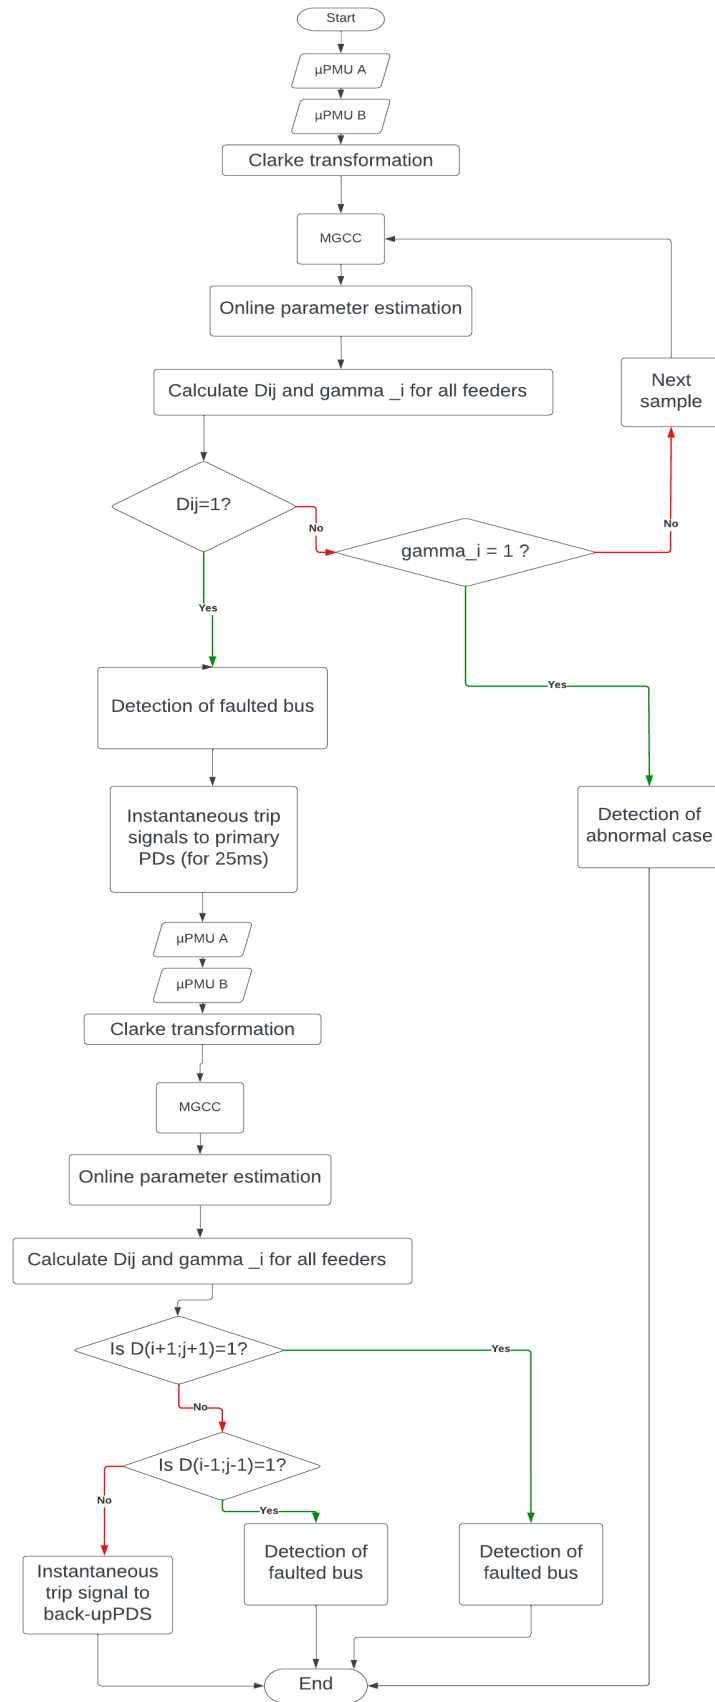 Start
µPMU A
µPMU B
Clarke transformation
MGCC
Online parameter estimation
Calculate Dij and gamma _i for all feeders
Next
sample
Dij=1?
No
gamma_i = 1 ?
No
Yes
Yes
Detection of faulted bus
Instantaneous trip
signals to primary
PDs (for 25ms)
Detection of
abnormal case
µPMU A
µPMU B
Clarke transformation
MGCC
Online parameter estimation
Calculate Dij and gamma _i for all feeders
Is D(i+1;j+1)=1?
Yes
No
Is D(i-1;j-1)=1?
No
Yes
Detection of
faulted bus
Detection of
faulted bus
Instantaneous
trip signal to
back-upPDS
End